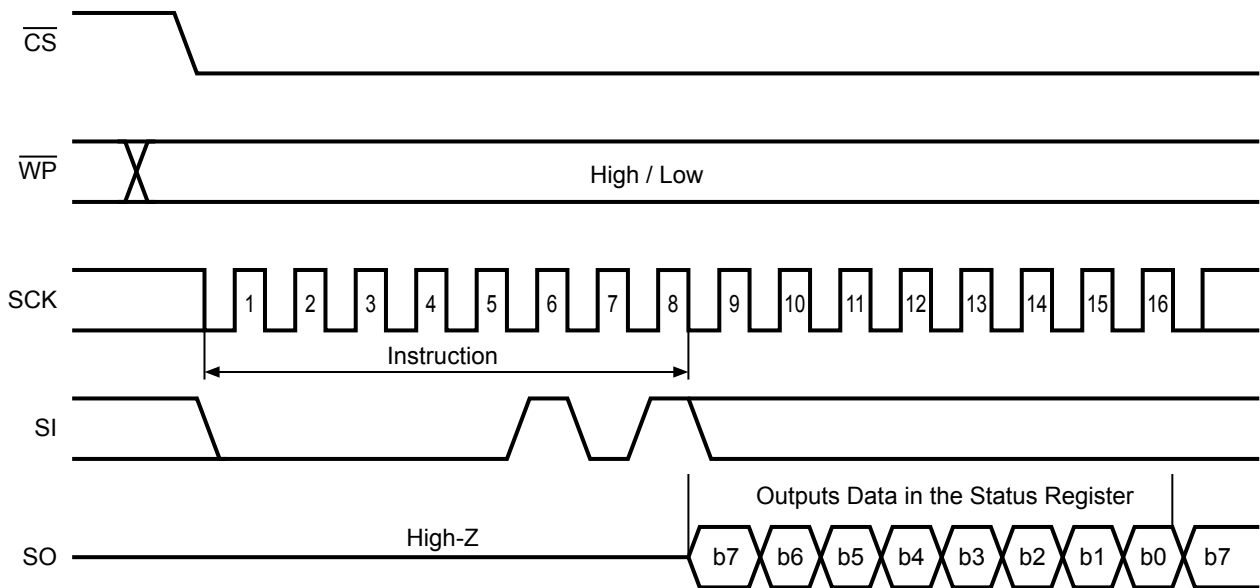 CS
WP
High / Low
SCK
1 2 3 4 5 6 7 8 9 10 11 12 13 14 15 16
Instruction
SI
Outputs Data in the Status Register
High-Z
SO
b7 b6 b5 b4 b3 b2 b1 b0 b7